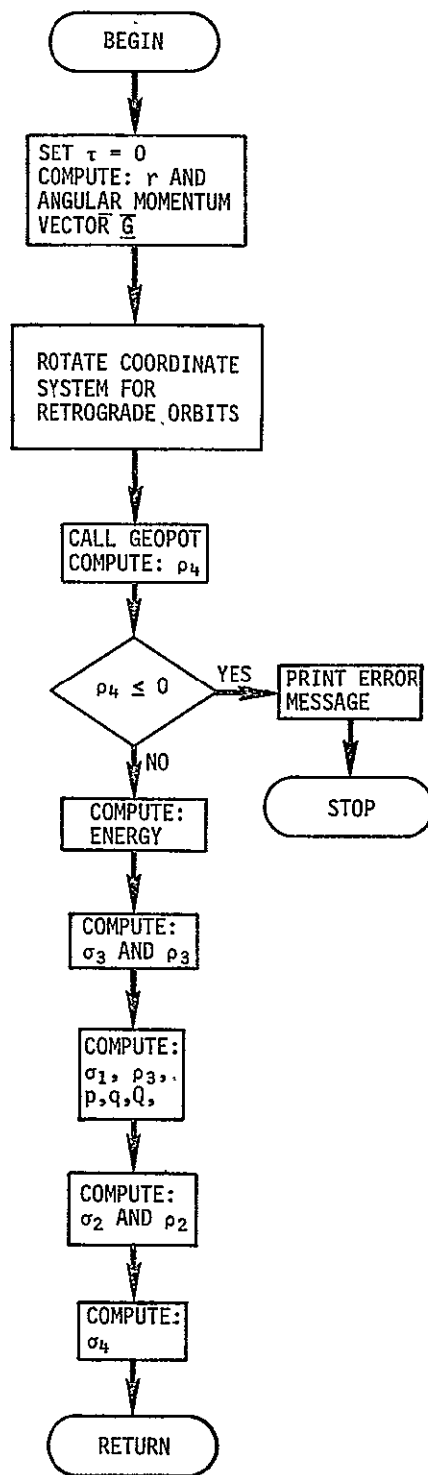 BEGIN
SET τ = 0
COMPUTE: r AND
ANGULAR MOMENTUM
VECTOR G
ROTATE COORDINATE
SYSTEM FOR
RETROGRADE ORBITS
CALL GEOPOT
COMPUTE: ρ4
ρ4 ≤ 0
YES
PRINT ERROR
MESSAGE
STOP
NO
COMPUTE:
ENERGY
COMPUTE:
σ3 AND ρ3
COMPUTE:
σ1, ρ3,
p,q,Q,
COMPUTE:
σ2 AND ρ2
COMPUTE:
σ4
RETURN